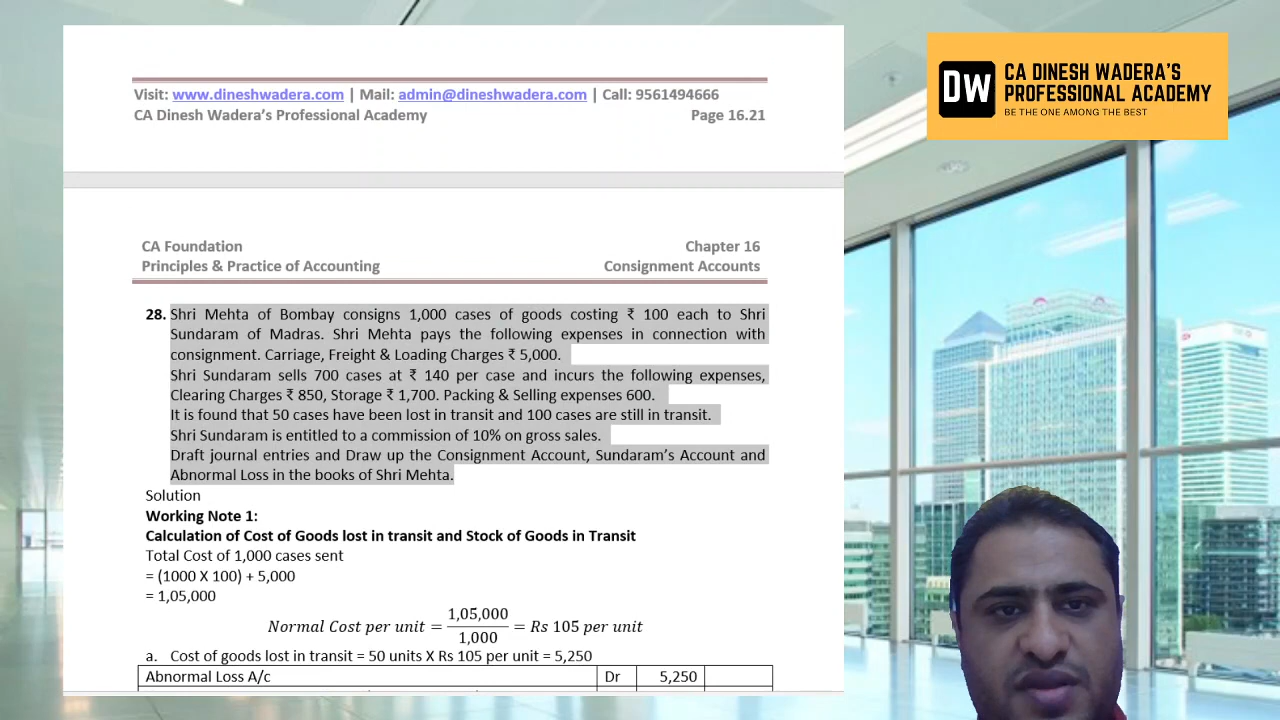 Visit: www.dineshwadera.com | Mail: admin@dineshwadera.com | Call: 9561494666
CA Dinesh Wadera's Professional Academy Page 16.21
DW CA DINESH WADERA'S
PROFESSIONAL ACADEMY
BE THE ONE AMONG THE BEST
CA Foundation Chapter 16
Principles & Practice of Accounting Consignment Accounts
28. Shri Mehta of Bombay consigns 1,000 cases of goods costing ₹ 100 each to Shri
Sundaram of Madras. Shri Mehta pays the following expenses in connection with
consignment. Carriage, Freight & Loading Charges ₹ 5,000.
Shri Sundaram sells 700 cases at ₹ 140 per case and incurs the following expenses,
Clearing Charges ₹ 850, Storage ₹ 1,700. Packing & Selling expenses 600.
It is found that 50 cases have been lost in transit and 100 cases are still in transit.
Shri Sundaram is entitled to a commission of 10% on gross sales.
Draft journal entries and Draw up the Consignment Account, Sundaram's Account and
Abnormal Loss in the books of Shri Mehta.
Solution
Working Note 1:
Calculation of Cost of Goods lost in transit and Stock of Goods in Transit
Total Cost of 1,000 cases sent
= (1000 X 100) + 5,000
= 1,05,000
Normal Cost per unit = 1,05,000 / 1,000 = Rs 105 per unit
a. Cost of goods lost in transit = 50 units X Rs 105 per unit = 5,250
Abnormal Loss A/c Dr 5,250